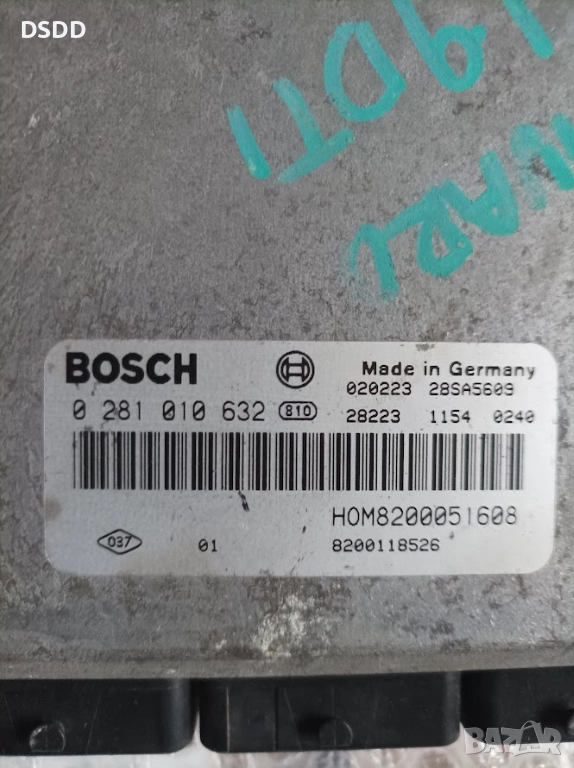 DSDD
1.9DTI
BOSCH
Made in Germany
020223 28SA5609
0 281 010 632 810
28223 1154 0240
HOM8200051608
037 01 8200118526
BAZAR